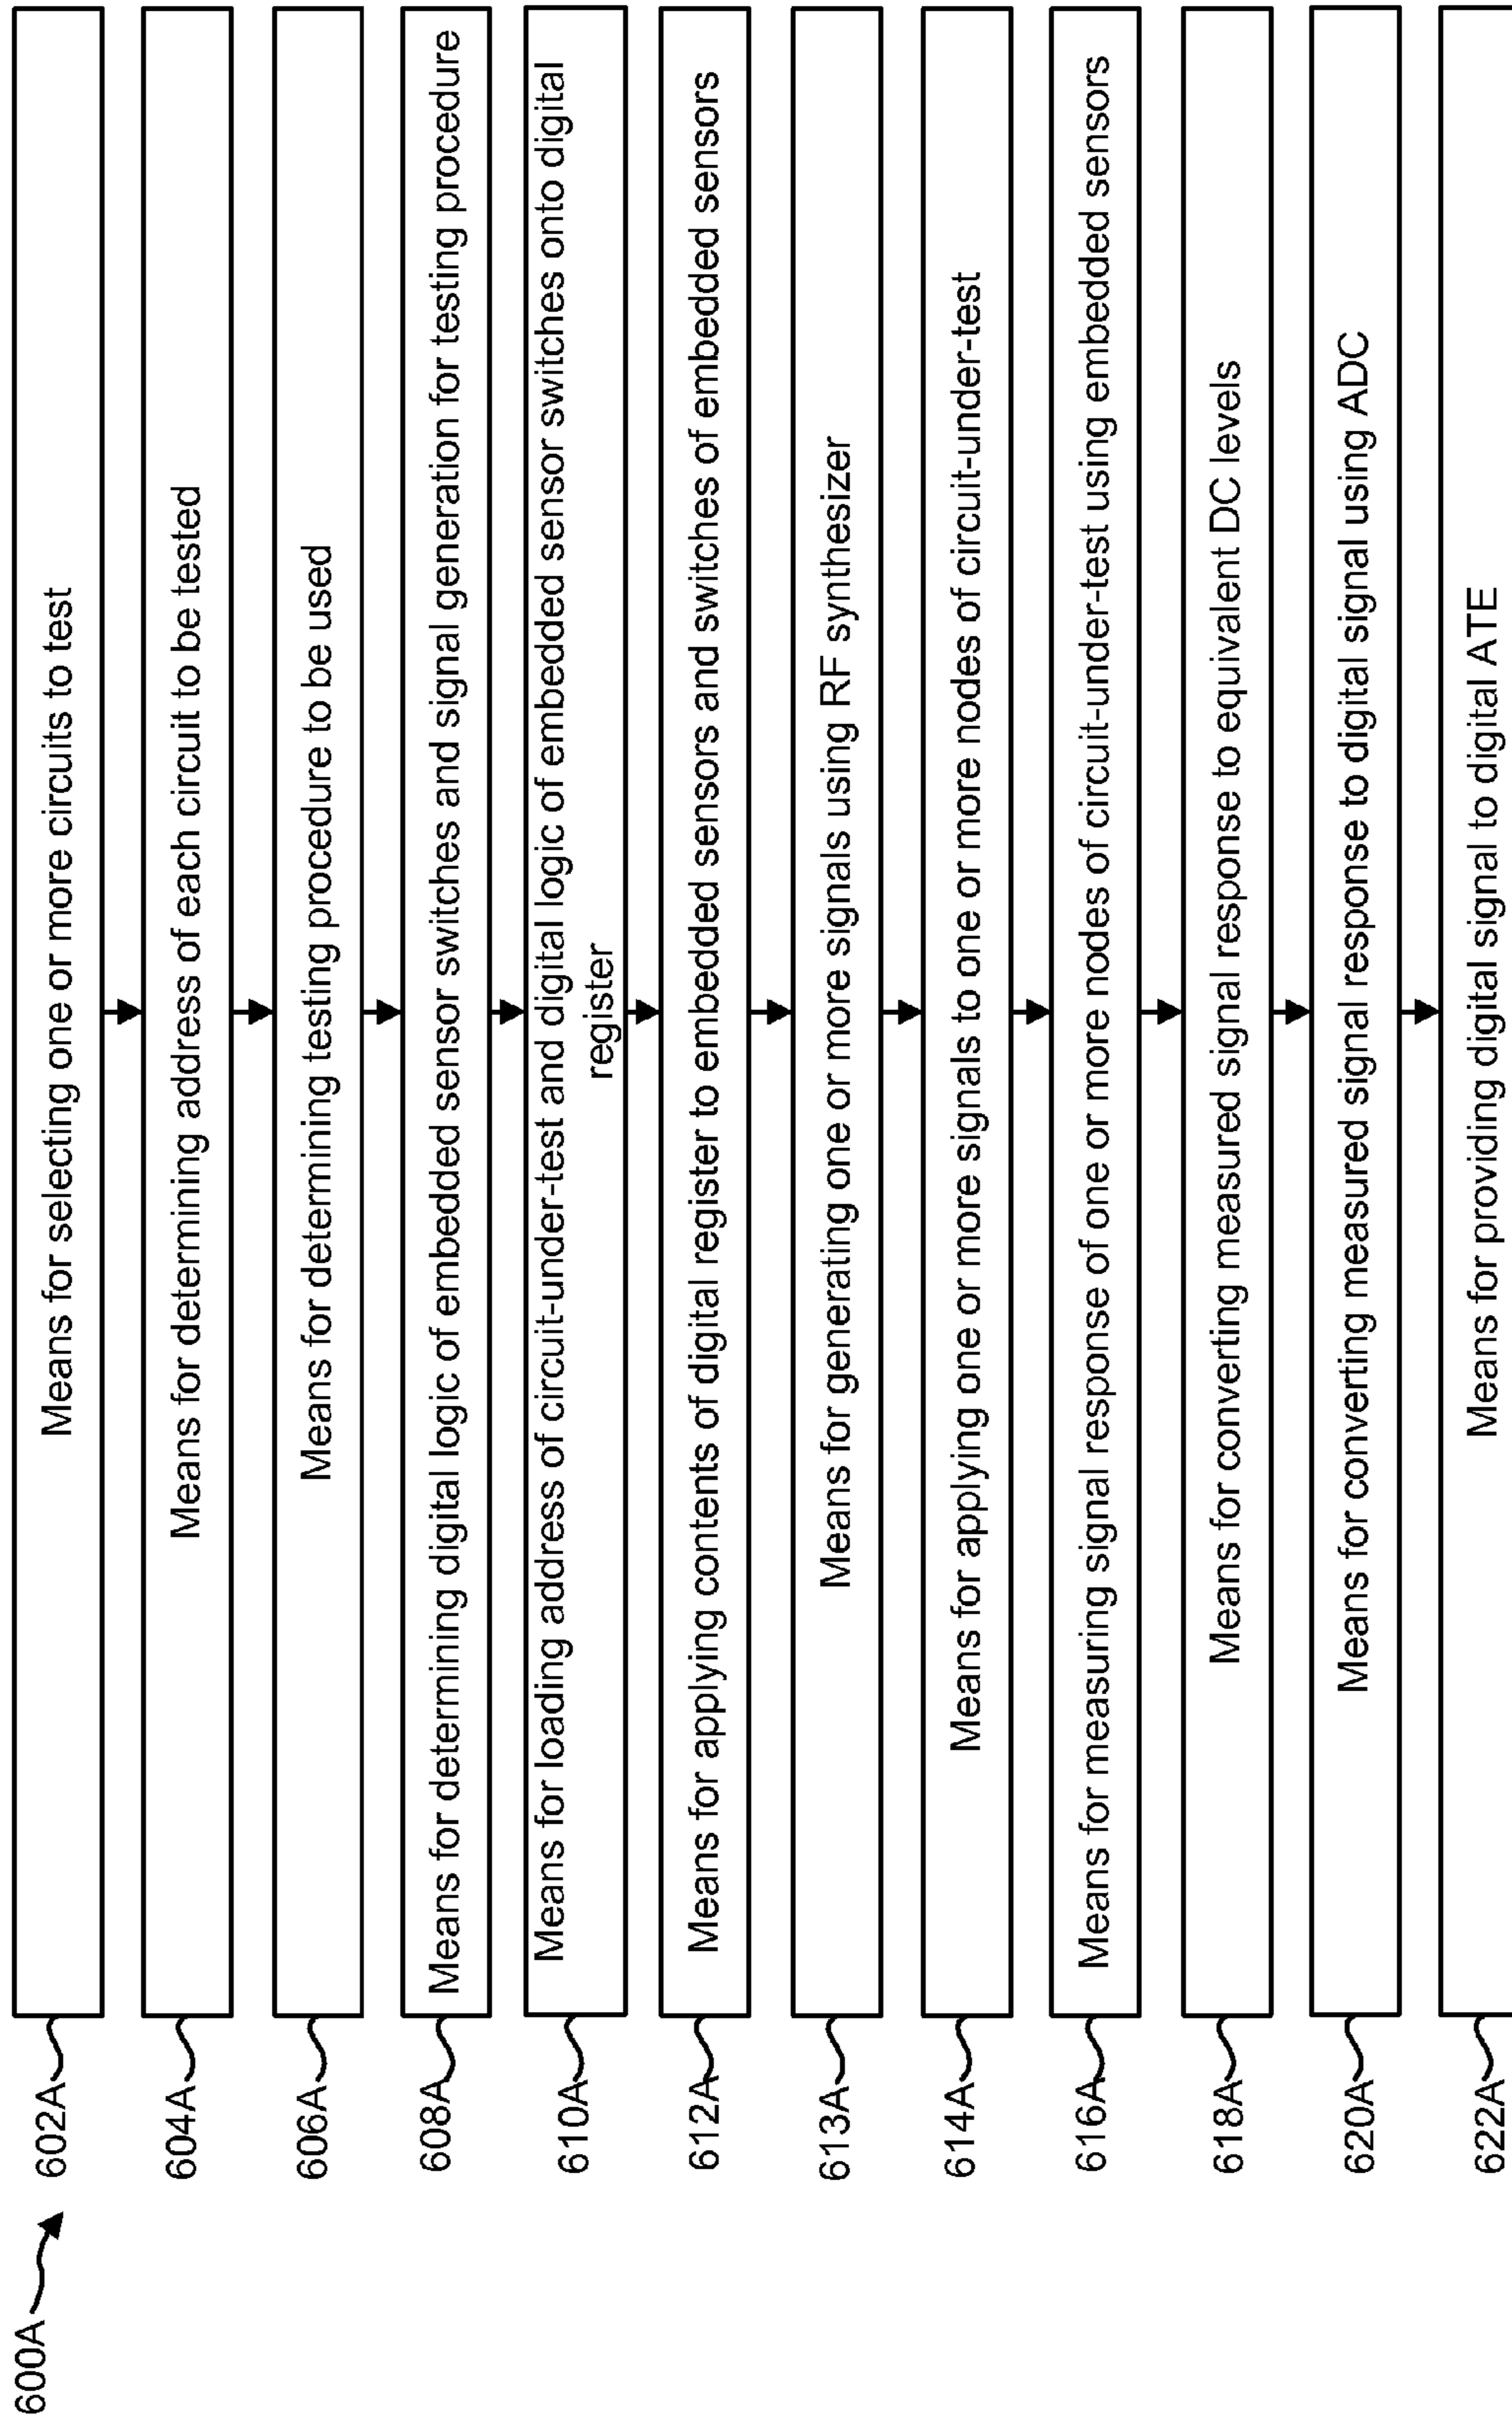 600A
602A
Means for selecting one or more circuits to test
604A
Means for determining address of each circuit to be tested
606A
Means for determining testing procedure to be used
608A
Means for determining digital logic of embedded sensor switches and signal generation for testing procedure
610A
Means for loading address of circuit-under-test and digital logic of embedded sensor switches onto digital
register
612A
Means for applying contents of digital register to embedded sensors and switches of embedded sensors
613A
Means for generating one or more signals using RF synthesizer
614A
Means for applying one or more signals to one or more nodes of circuit-under-test
616A
Means for measuring signal response of one or more nodes of circuit-under-test using embedded sensors
618A
Means for converting measured signal response to equivalent DC levels
620A
Means for converting measured signal response to digital signal using ADC
622A
Means for providing digital signal to digital ATE